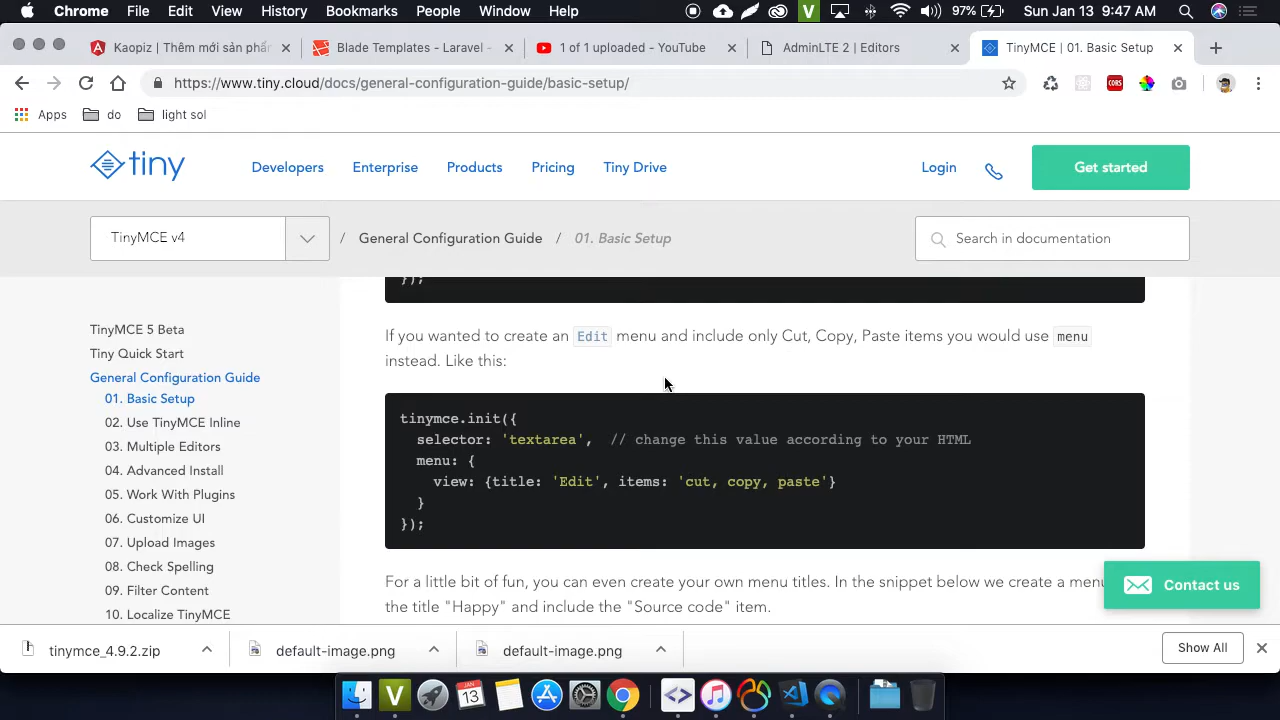 Chrome File Edit View History Bookmarks People Window Help 97% Sun Jan 13 9:47 AM
Kaopiz | Thêm mới sản phẩn
Blade Templates - Laravel -
1 of 1 uploaded - YouTube
AdminLTE 2 | Editors
TinyMCE | 01. Basic Setup
https://www.tiny.cloud/docs/general-configuration-guide/basic-setup/
Apps do light sol
CORS
tiny Developers Enterprise Products Pricing Tiny Drive Login Get started
TinyMCE v4 / General Configuration Guide / 01. Basic Setup Search in documentation
TinyMCE 5 Beta
Tiny Quick Start
General Configuration Guide
01. Basic Setup
02. Use TinyMCE Inline
03. Multiple Editors
04. Advanced Install
05. Work With Plugins
06. Customize UI
07. Upload Images
08. Check Spelling
09. Filter Content
10. Localize TinyMCE
});
If you wanted to create an Edit menu and include only Cut, Copy, Paste items you would use menu
instead. Like this:
tinymce.init({
selector: 'textarea', // change this value according to your HTML
menu: {
view: {title: 'Edit', items: 'cut, copy, paste'}
}
});
For a little bit of fun, you can even create your own menu titles. In the snippet below we create a menu
the title "Happy" and include the "Source code" item.
Contact us
tinymce_4.9.2.zip
default-image.png
default-image.png
Show All